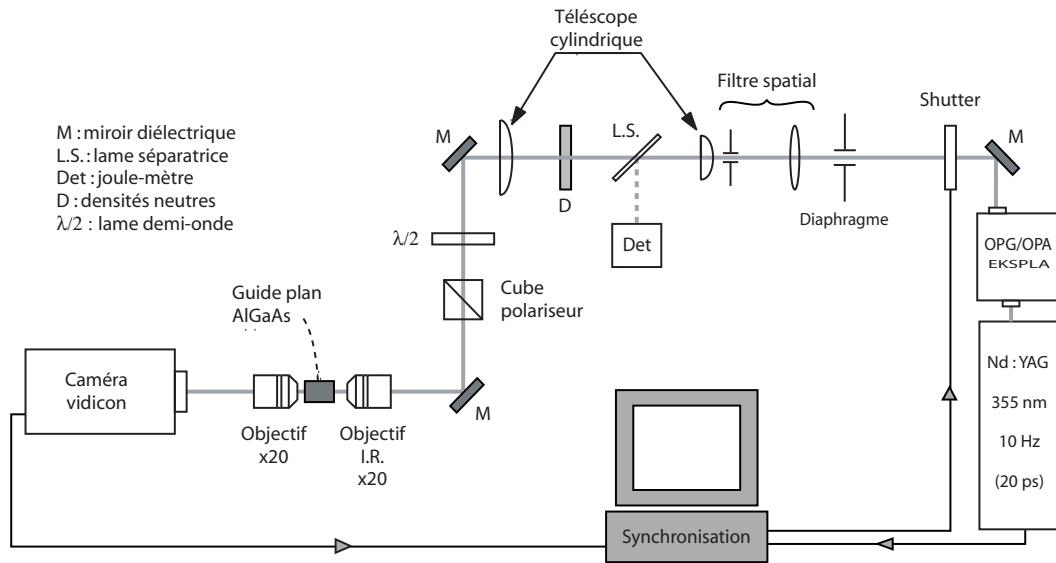 Téléscope
cylindrique
Filtre spatial
Shutter
L.S.
M
M
M : miroir diélectrique
L.S. : lame séparatrice
Det : joule-mètre
D : densités neutres
λ/2 : lame demi-onde
D
Diaphragme
λ/2
Det
OPG/OPA
EKSPLA
Guide plan
AlGaAs
Cube
polariseur
Caméra
vidicon
M
Objectif
x20
Objectif
I.R.
x20
Nd : YAG
355 nm
10 Hz
(20 ps)
Synchronisation